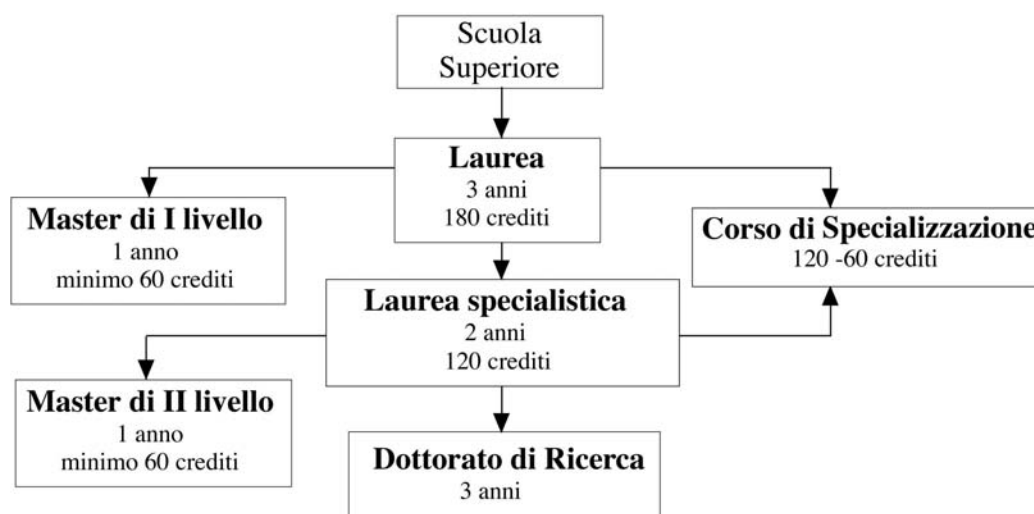 Scuola
Superiore
Laurea
3 anni
180 crediti
Master di I livello
1 anno
minimo 60 crediti
Corso di Specializzazione
120 -60 crediti
Laurea specialistica
2 anni
120 crediti
Master di II livello
1 anno
minimo 60 crediti
Dottorato di Ricerca
3 anni